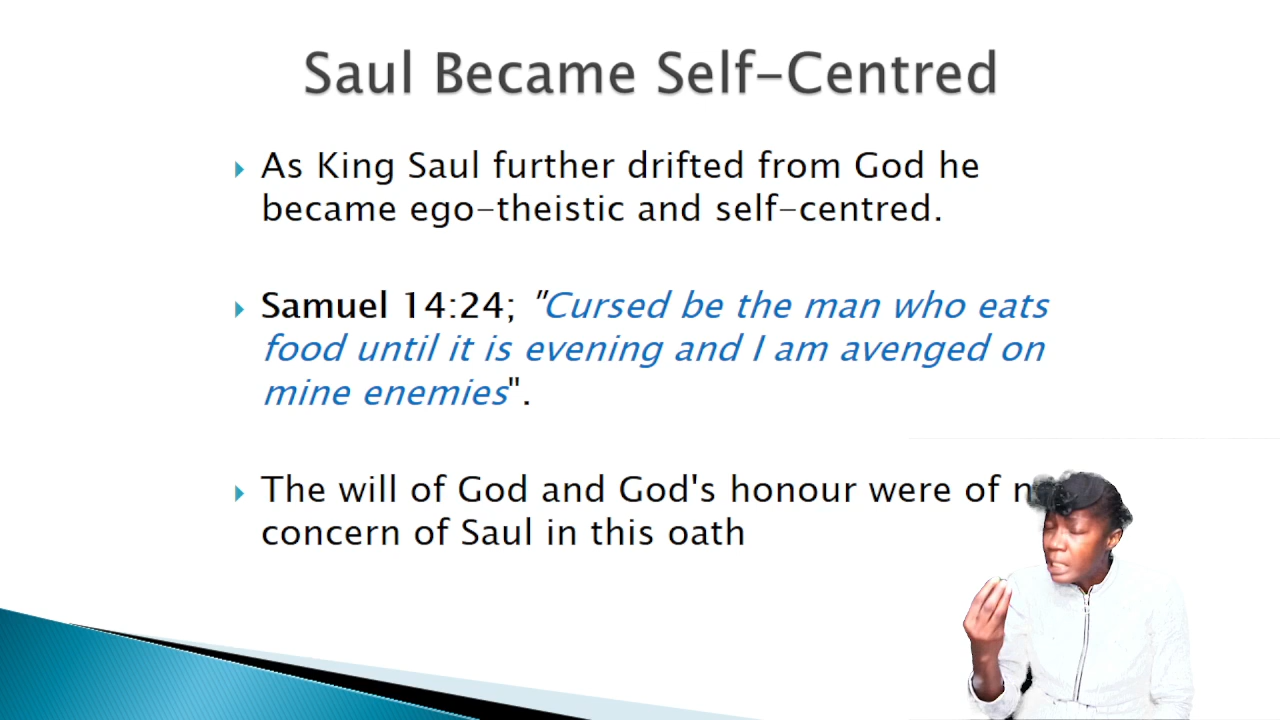 Saul Became Self-Centred
As King Saul further drifted from God he
became ego-theistic and self-centred.
Samuel 14:24; "Cursed be the man who eats
food until it is evening and I am avenged on
mine enemies".
The will of God and God's honour were of
concern of Saul in this oath